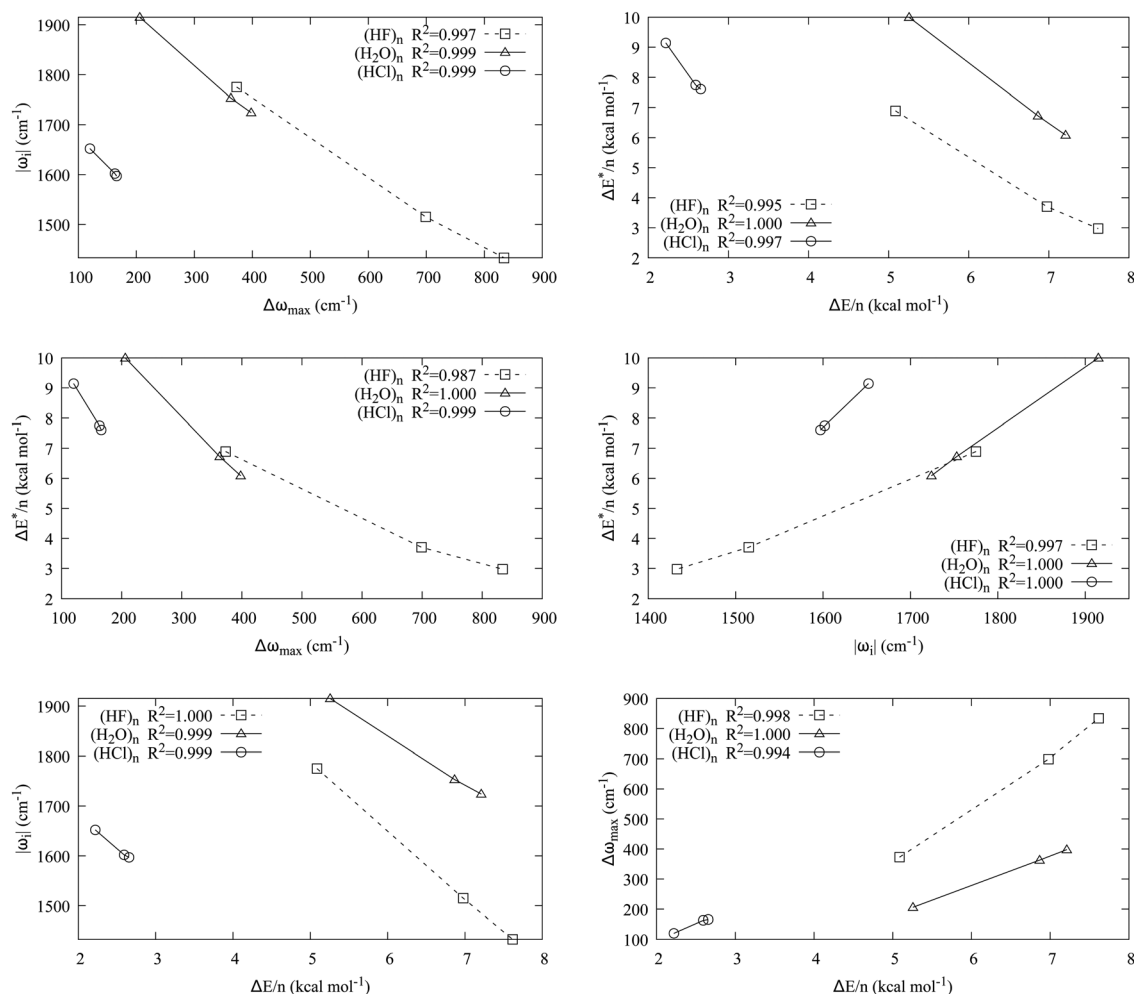 1900
1800
1700
1600
1500
|ωi| (cm-1)
(HF)n R2=0.997
(H2O)n R2=0.999
(HCl)n R2=0.999
100 200 300 400 500 600 700 800 900
Δωmax (cm-1)
10
9
8
7
6
5
4
3
2
ΔE*/n (kcal mol-1)
(HF)n R2=0.995
(H2O)n R2=1.000
(HCl)n R2=0.997
2 3 4 5 6 7 8
ΔE/n (kcal mol-1)
10
9
8
7
6
5
4
3
2
ΔE*/n (kcal mol-1)
(HF)n R2=0.987
(H2O)n R2=1.000
(HCl)n R2=0.999
100 200 300 400 500 600 700 800 900
Δωmax (cm-1)
10
9
8
7
6
5
4
3
2
ΔE*/n (kcal mol-1)
(HF)n R2=0.997
(H2O)n R2=1.000
(HCl)n R2=1.000
1400 1500 1600 1700 1800 1900
|ωi| (cm-1)
1900
1800
1700
1600
1500
|ωi| (cm-1)
(HF)n R2=1.000
(H2O)n R2=0.999
(HCl)n R2=0.999
2 3 4 5 6 7 8
ΔE/n (kcal mol-1)
900
800
700
600
500
400
300
200
100
Δωmax (cm-1)
(HF)n R2=0.998
(H2O)n R2=1.000
(HCl)n R2=0.994
2 3 4 5 6 7 8
ΔE/n (kcal mol-1)